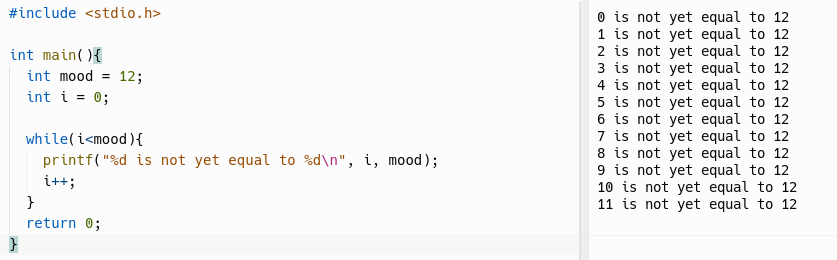 #include <stdio.h>
int main(){
int mood = 12;
int i = 0;
while(i<mood){
printf("%d is not yet equal to %d\n", i, mood);
i++;
}
return 0;
}
0 is not yet equal to 12
1 is not yet equal to 12
2 is not yet equal to 12
3 is not yet equal to 12
4 is not yet equal to 12
5 is not yet equal to 12
6 is not yet equal to 12
7 is not yet equal to 12
8 is not yet equal to 12
9 is not yet equal to 12
10 is not yet equal to 12
11 is not yet equal to 12